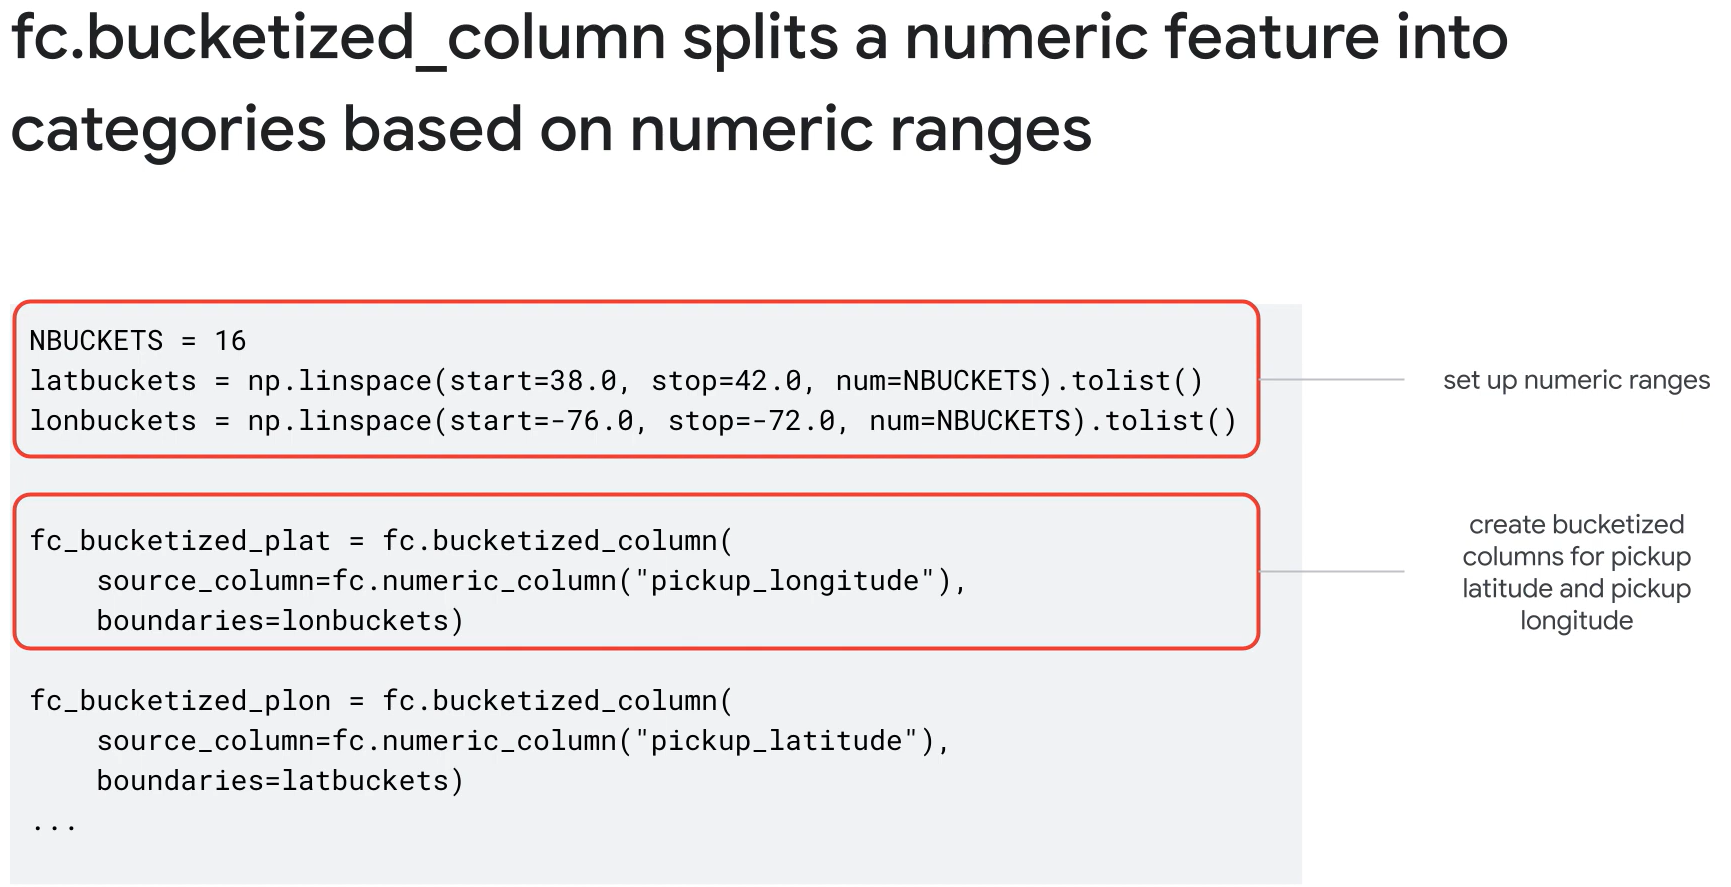 fc.bucketized_column splits a numeric feature into
categories based on numeric ranges
NBUCKETS = 16
latbuckets = np.linspace(start=38.0, stop=42.0, num=NBUCKETS).tolist()
lonbuckets = np.linspace(start=-76.0, stop=-72.0, num=NBUCKETS).tolist()
set up numeric ranges
fc_bucketized_plat = fc.bucketized_column(
    source_column=fc.numeric_column("pickup_longitude"),
    boundaries=lonbuckets)
create bucketized
columns for pickup
latitude and pickup
longitude
fc_bucketized_plon = fc.bucketized_column(
    source_column=fc.numeric_column("pickup_latitude"),
    boundaries=latbuckets)
...